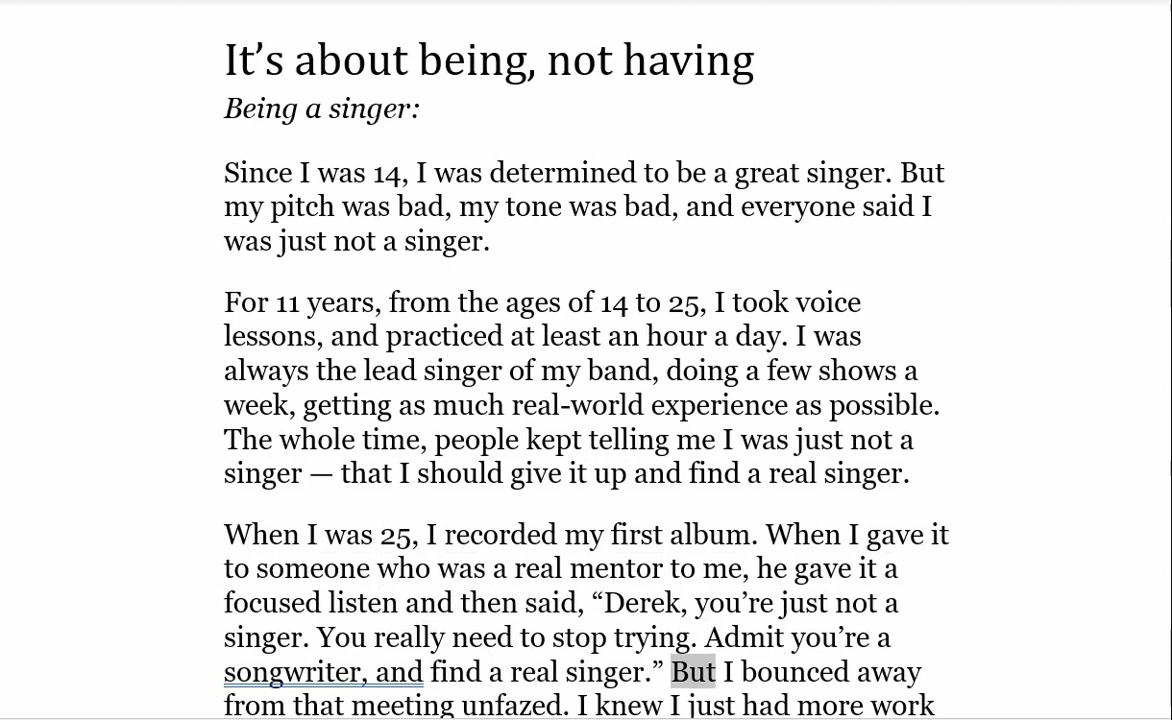 It’s about being, not having
Being a singer:
Since I was 14, I was determined to be a great singer. But
my pitch was bad, my tone was bad, and everyone said I
was just not a singer.
For 11 years, from the ages of 14 to 25, I took voice
lessons, and practiced at least an hour a day. I was
always the lead singer of my band, doing a few shows a
week, getting as much real-world experience as possible.
The whole time, people kept telling me I was just not a
singer — that I should give it up and find a real singer.
When I was 25, I recorded my first album. When I gave it
to someone who was a real mentor to me, he gave it a
focused listen and then said, “Derek, you’re just not a
singer. You really need to stop trying. Admit you’re a
songwriter, and find a real singer.” But I bounced away
from that meeting unfazed. I knew I just had more work